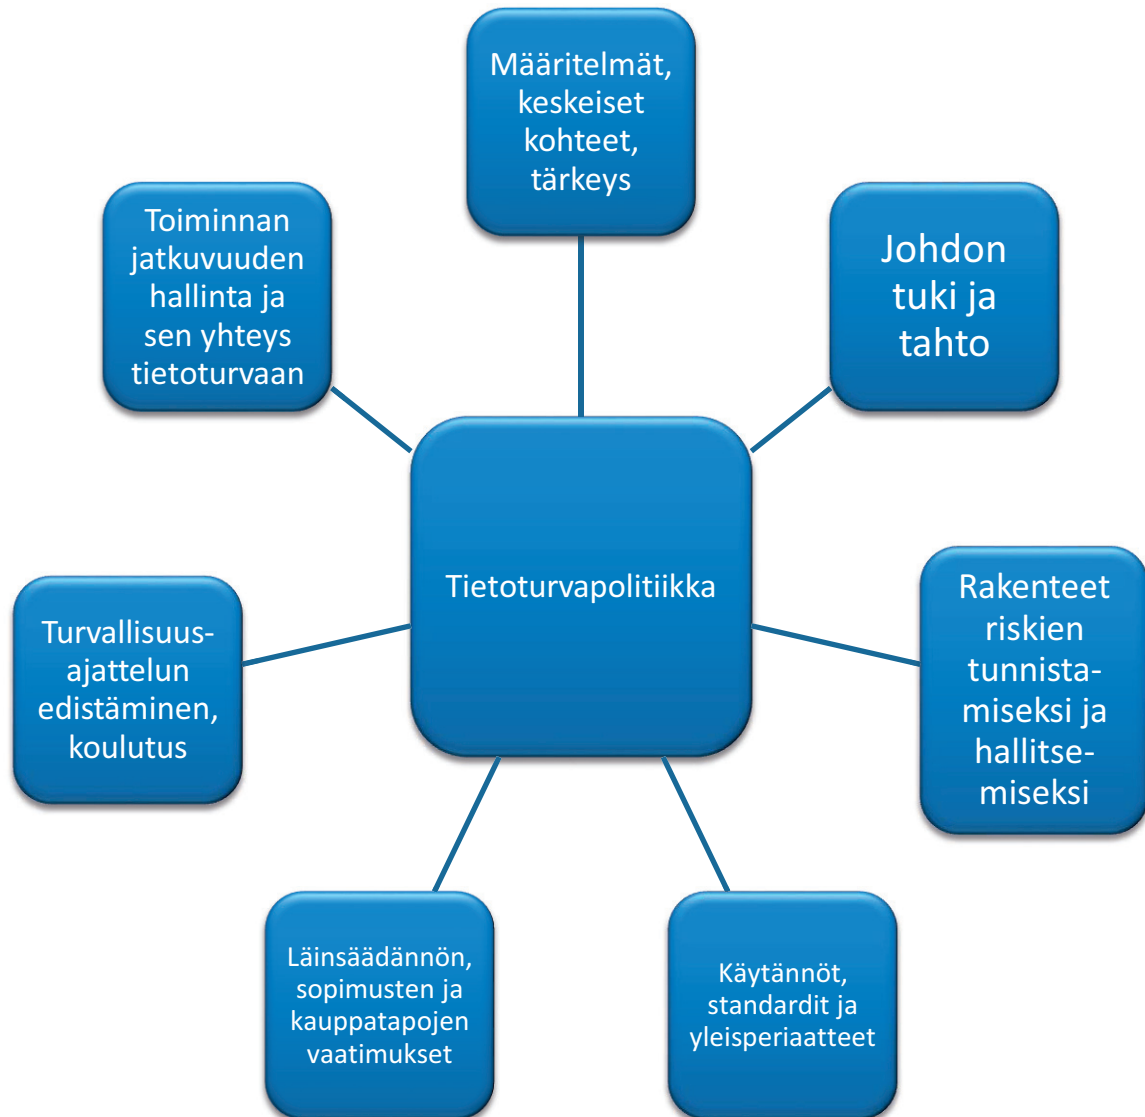 Määritelmät,
keskeiset
kohteet,
tärkeys
Johdon
tuki ja
tahto
Rakenteet
riskien
tunnista-
miseksi ja
hallitse-
miseksi
Käytännöt,
standardit ja
yleisperiaatteet
Läinsäädännön,
sopimusten ja
kauppatapojen
vaatimukset
Turvallisuus-
ajattelun
edistäminen,
koulutus
Toiminnan
jatkuvuuden
hallinta ja
sen yhteys
tietoturvaan
Tietoturvapolitiikka